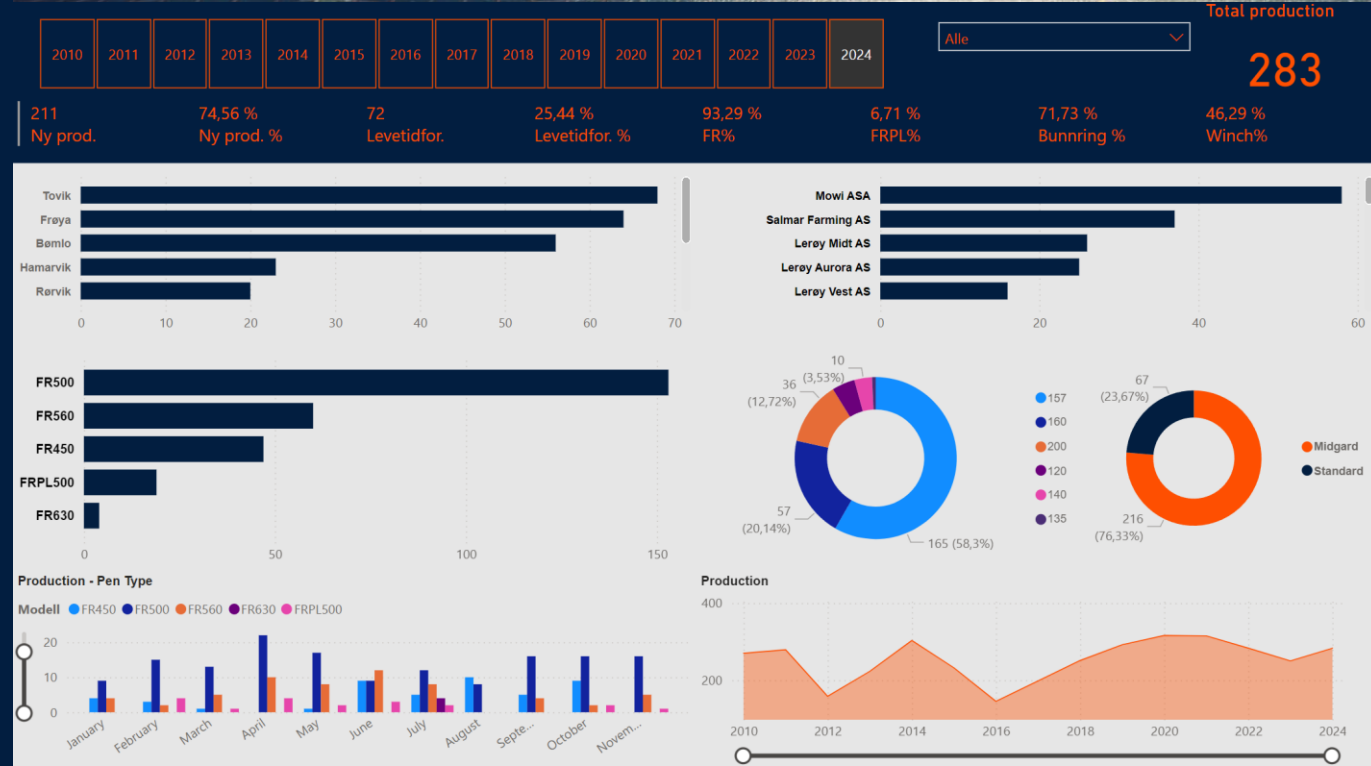 Total production
2010 2011 2012 2013 2014 2015 2016 2017 2018 2019 2020 2021 2022 2023 2024
Alle
283
211 74,56 % 72 25,44 % 93,29 % 6,71 % 71,73 % 46,29 %
Ny prod. Ny prod. % Levetidfor. Levetidfor. % FR% FRPL% Bunnring % Winch%
Tovik
Frøya
Bømlo
Hamarvik
Rørvik
0 10 20 30 40 50 60 70
Mowi ASA
Salmar Farming AS
Lerøy Midt AS
Lerøy Aurora AS
Lerøy Vest AS
0 20 40 60
FR500
FR560
FR450
FRPL500
FR630
0 50 100 150
10
(3,53%)
36
(12,72%)
57
(20,14%)
165 (58,3%)
157
160
200
120
140
135
67
(23,67%)
216
(76,33%)
Midgard
Standard
Production - Pen Type
Modell FR450 FR500 FR560 FR630 FRPL500
20
10
0
January February March April May June July August Septe... October Novem...
Production
400
200
2010 2012 2014 2016 2018 2020 2022 2024